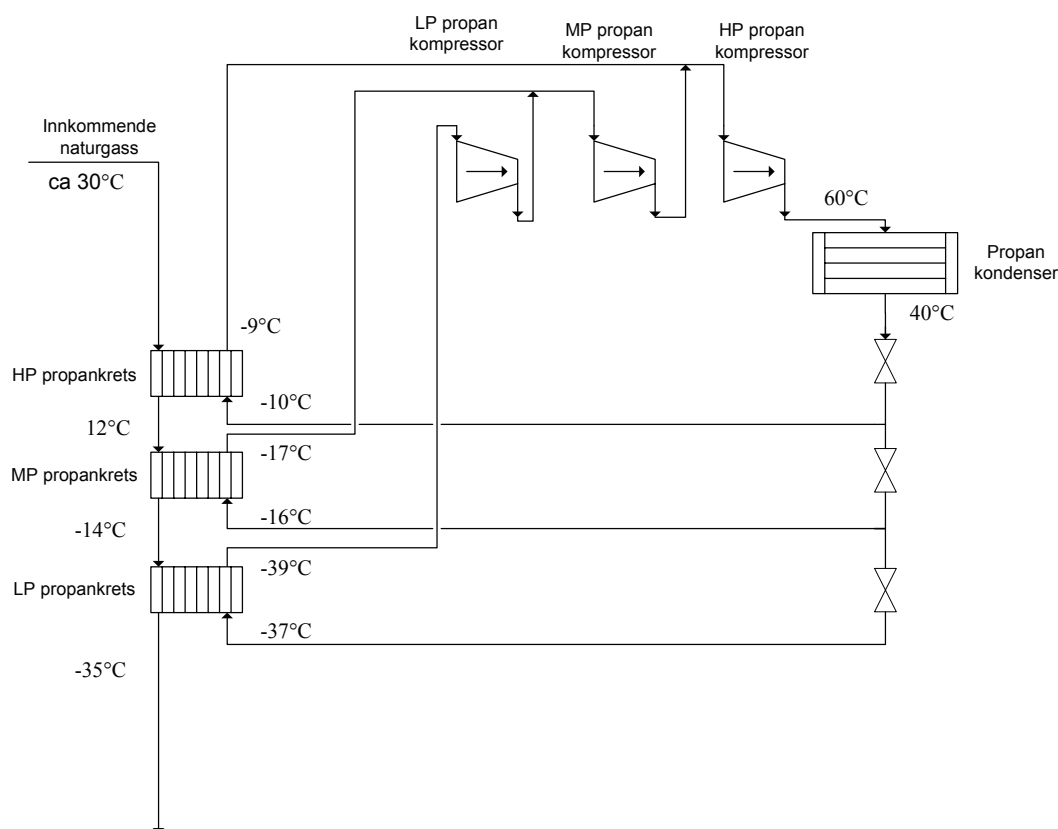 LP propan
kompressor
MP propan
kompressor
HP propan
kompressor
Innkommende
naturgass
ca 30°C
60°C
Propan
kondenser
40°C
-9°C
HP propankrets
-10°C
12°C
-17°C
MP propankrets
-16°C
-14°C
-39°C
LP propankrets
-37°C
-35°C